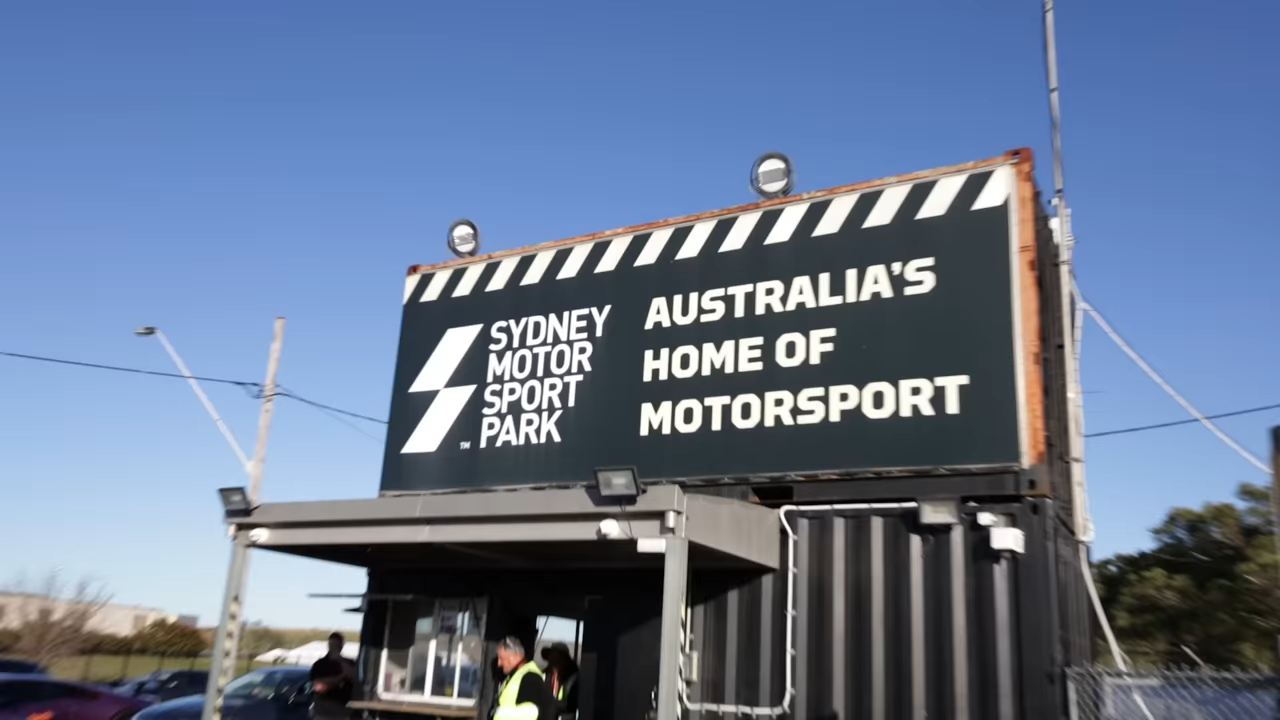 SYDNEY
MOTOR
SPORT
PARK
TM
AUSTRALIA'S
HOME OF
MOTORSPORT